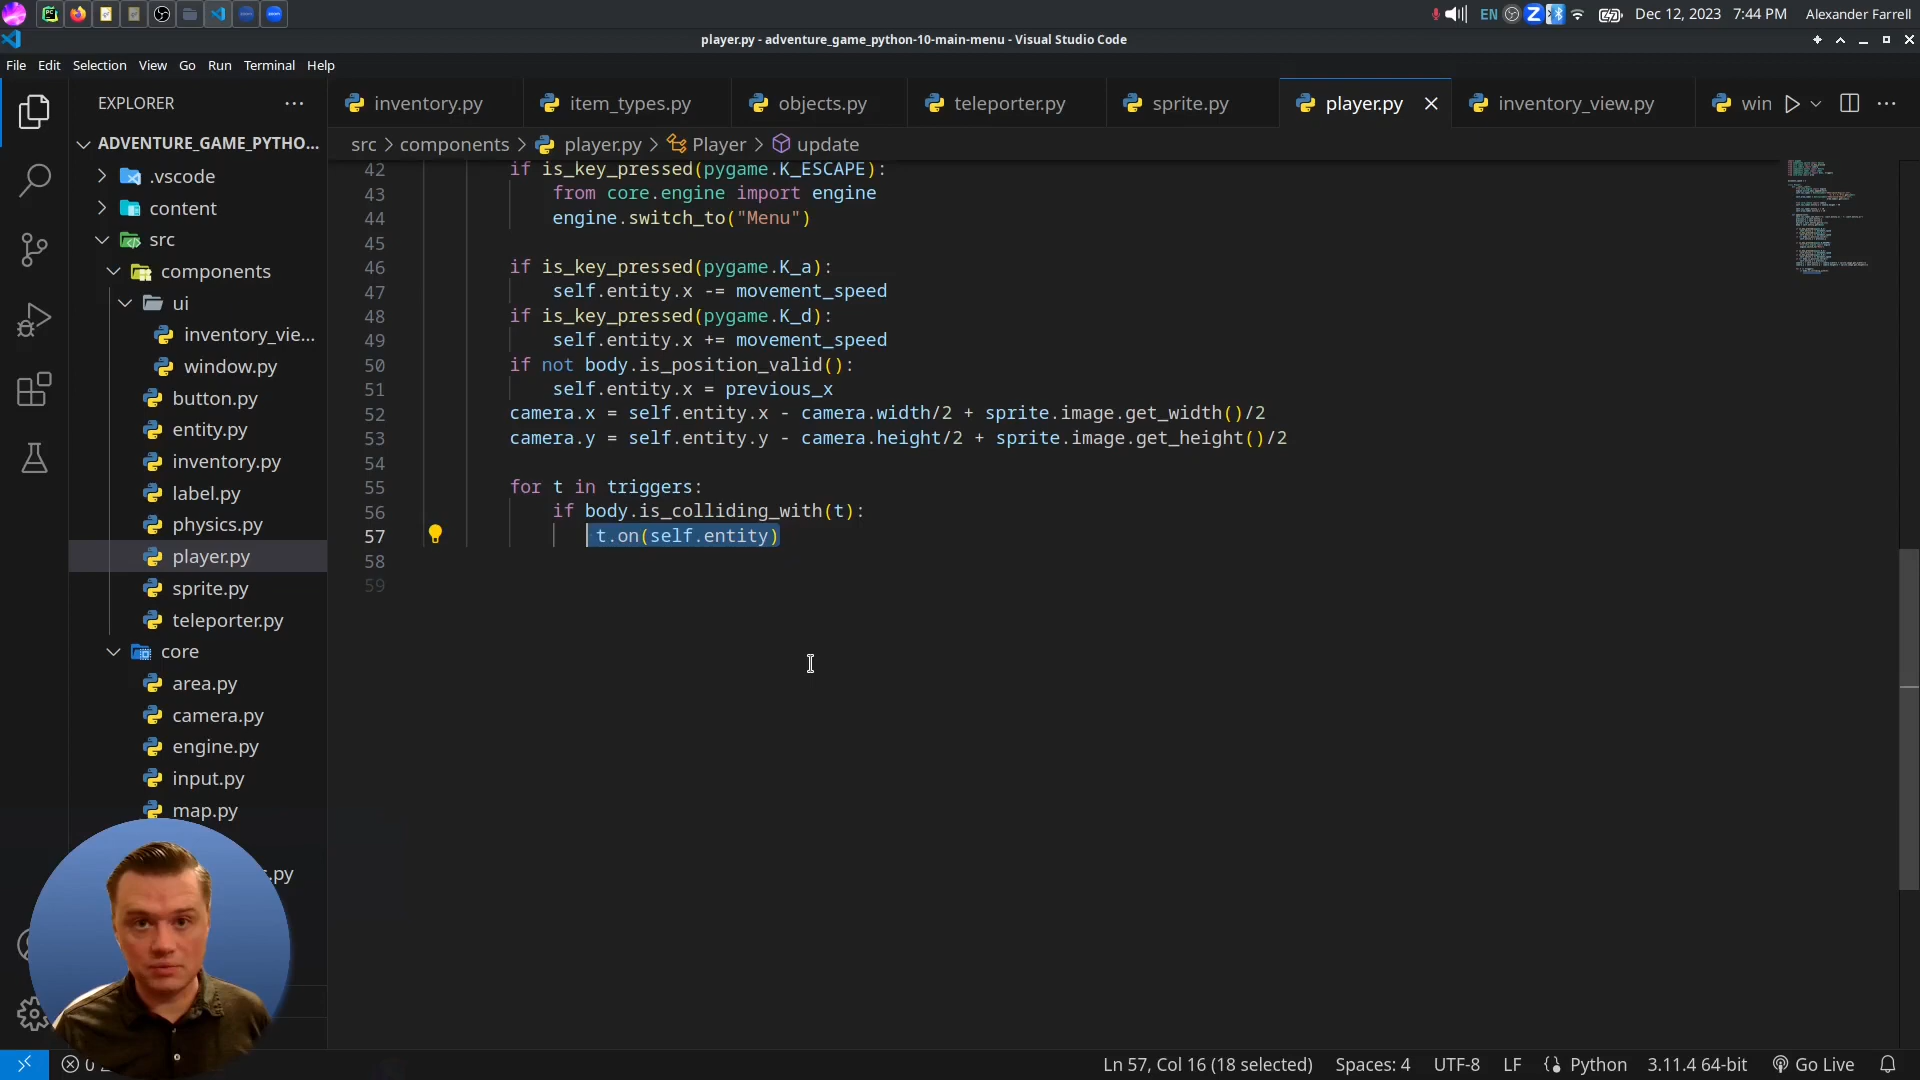 EN Dec 12, 2023 7:44 PM Alexander Farrell
player.py - adventure_game_python-10-main-menu - Visual Studio Code
File Edit Selection View Go Run Terminal Help
EXPLORER
inventory.py item_types.py objects.py teleporter.py sprite.py player.py inventory_view.py win
ADVENTURE_GAME_PYTHO...
src > components > player.py > Player > update
.vscode
content
src
components
ui
inventory_vie...
window.py
button.py
entity.py
inventory.py
label.py
physics.py
player.py
sprite.py
teleporter.py
core
area.py
camera.py
engine.py
input.py
map.py
42 if is_key_pressed(pygame.K_ESCAPE):
43 from core.engine import engine
44 engine.switch_to("Menu")
45
46 if is_key_pressed(pygame.K_a):
47 self.entity.x -= movement_speed
48 if is_key_pressed(pygame.K_d):
49 self.entity.x += movement_speed
50 if not body.is_position_valid():
51 self.entity.x = previous_x
52 camera.x = self.entity.x - camera.width/2 + sprite.image.get_width()/2
53 camera.y = self.entity.y - camera.height/2 + sprite.image.get_height()/2
54
55 for t in triggers:
56 if body.is_colliding_with(t):
57 t.on(self.entity)
58
59
0 Ln 57, Col 16 (18 selected) Spaces: 4 UTF-8 LF Python 3.11.4 64-bit Go Live